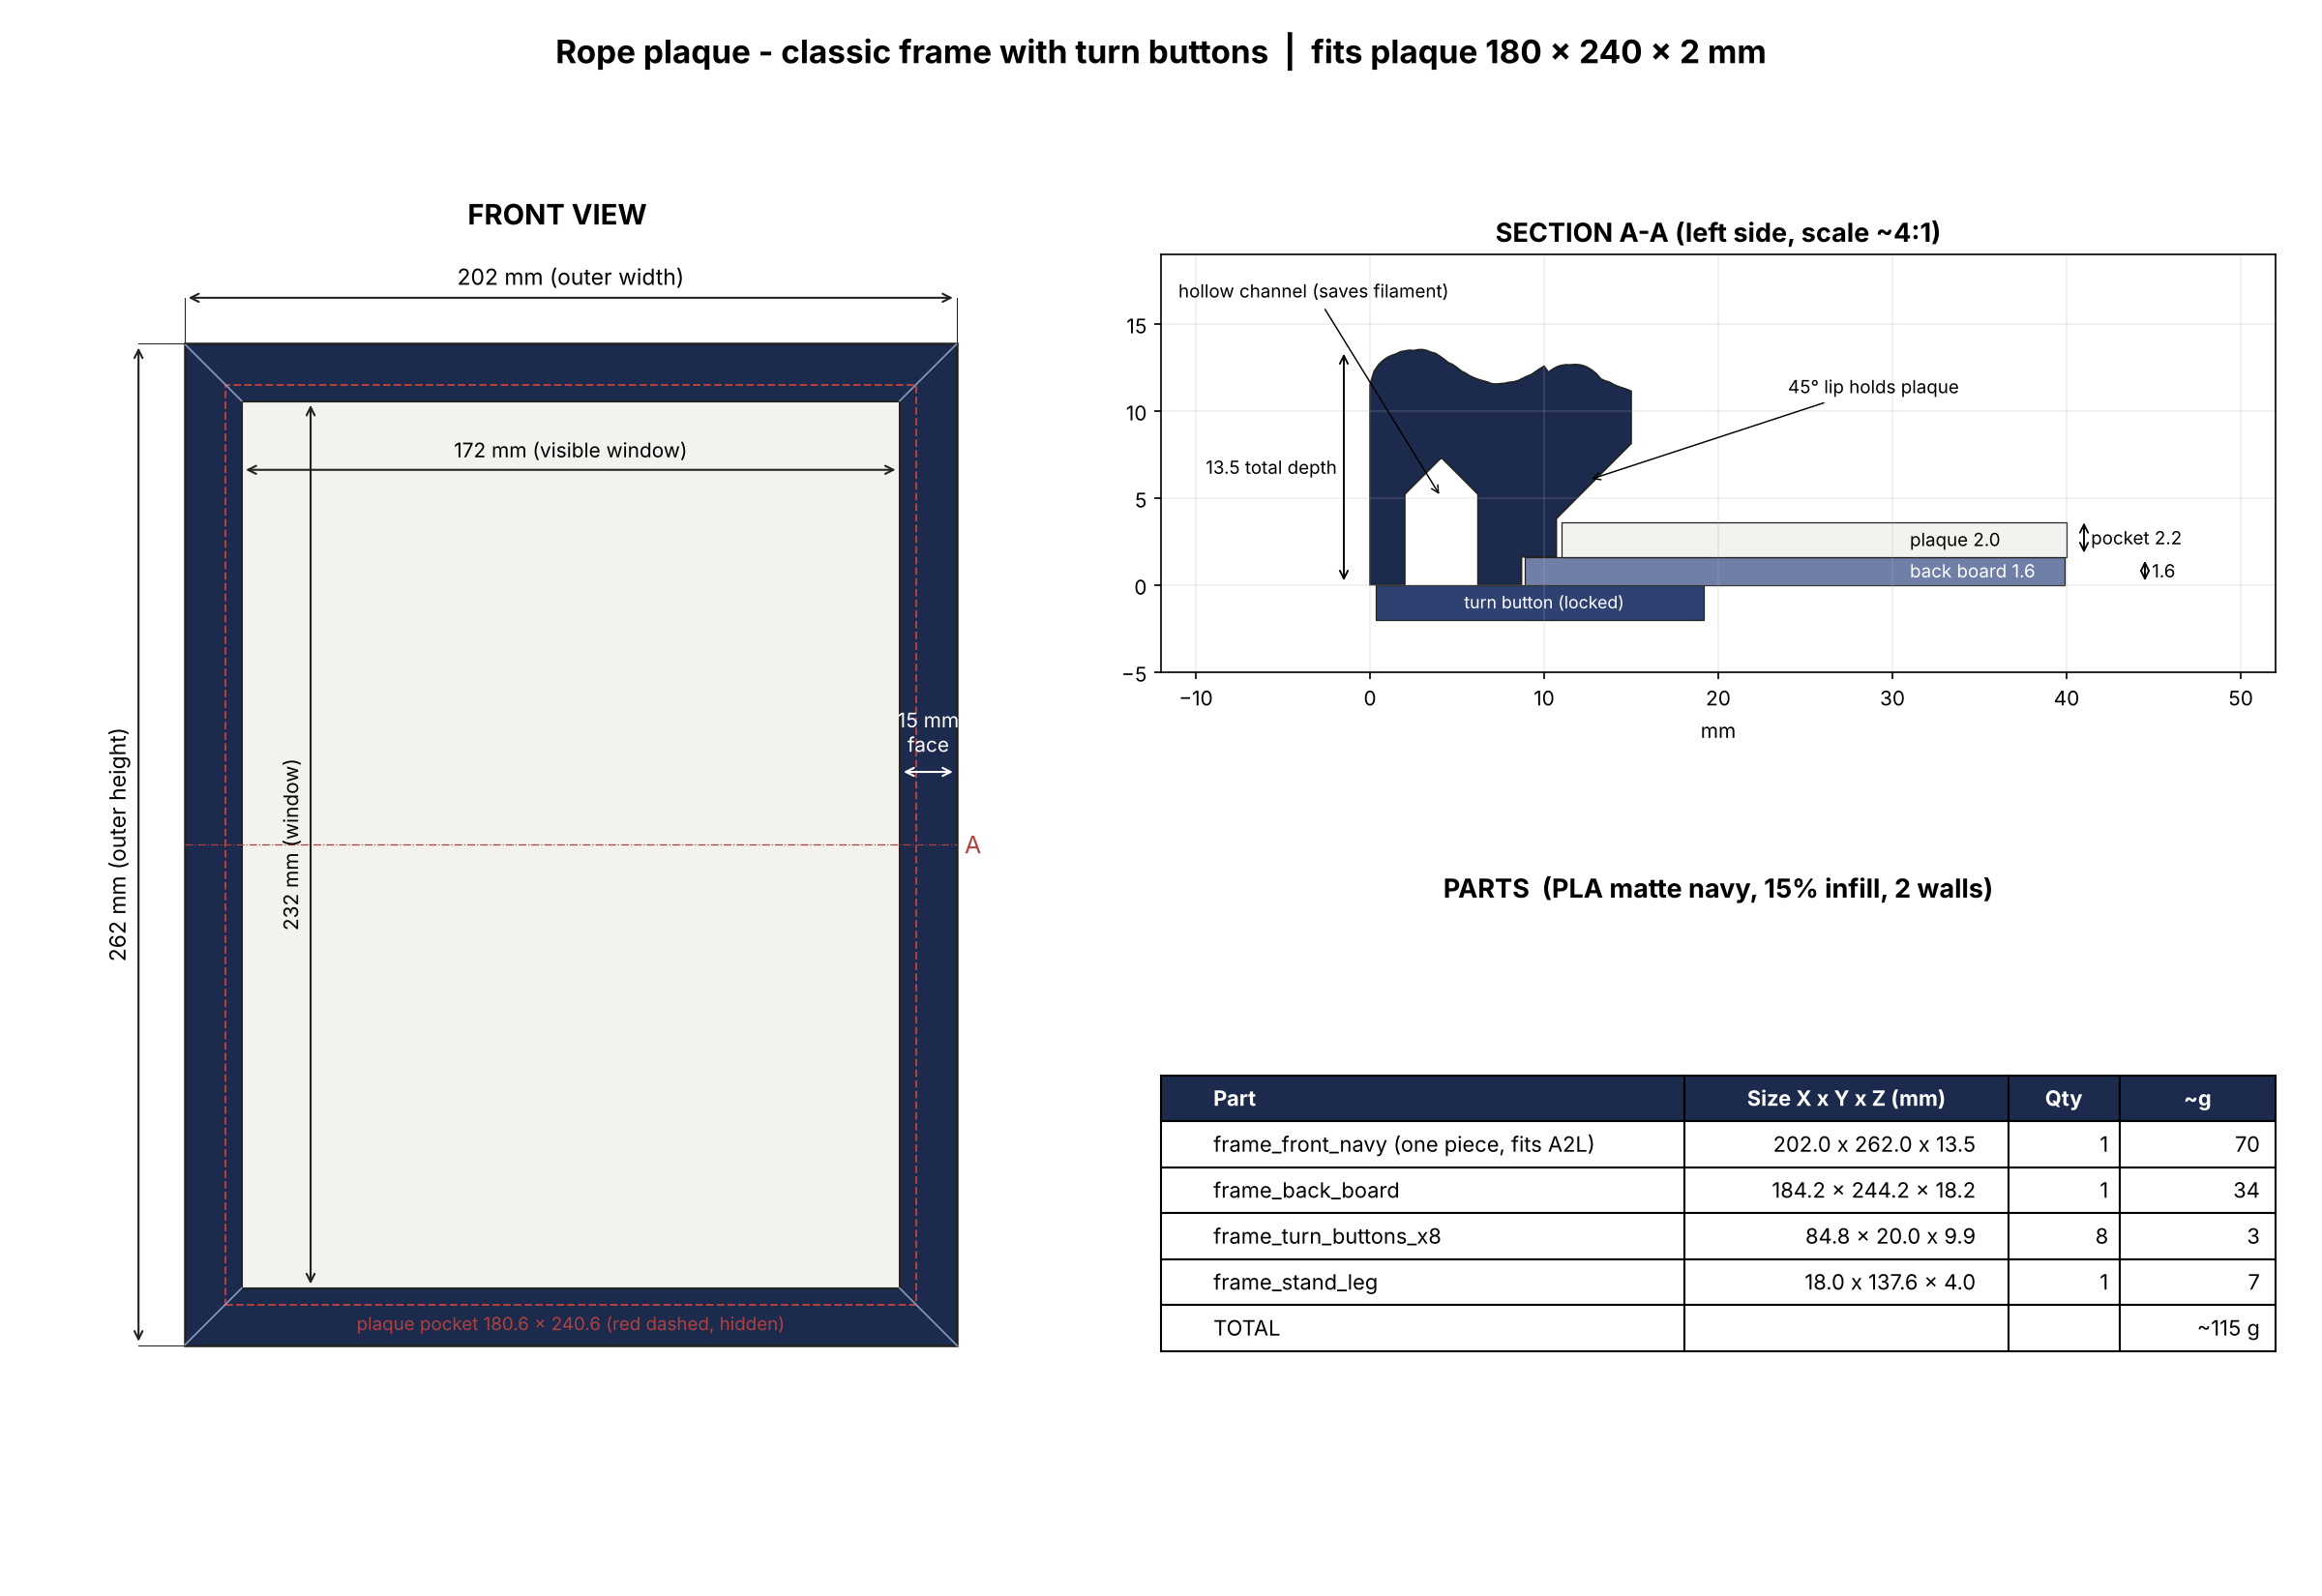 Rope plaque - classic frame with turn buttons | fits plaque 180 × 240 × 2 mm
FRONT VIEW
202 mm (outer width)
172 mm (visible window)
15 mm
face
262 mm (outer height)
232 mm (window)
A
plaque pocket 180.6 × 240.6 (red dashed, hidden)
SECTION A-A (left side, scale ~4:1)
hollow channel (saves filament)
15
45° lip holds plaque
10
13.5 total depth
5
plaque 2.0
pocket 2.2
back board 1.6
1.6
0
turn button (locked)
−5
−10 0 10 20 30 40 50
mm
PARTS (PLA matte navy, 15% infill, 2 walls)
Part Size X x Y x Z (mm) Qty ~g
frame_front_navy (one piece, fits A2L) 202.0 x 262.0 x 13.5 1 70
frame_back_board 184.2 × 244.2 × 18.2 1 34
frame_turn_buttons_x8 84.8 × 20.0 x 9.9 8 3
frame_stand_leg 18.0 x 137.6 × 4.0 1 7
TOTAL ~115 g